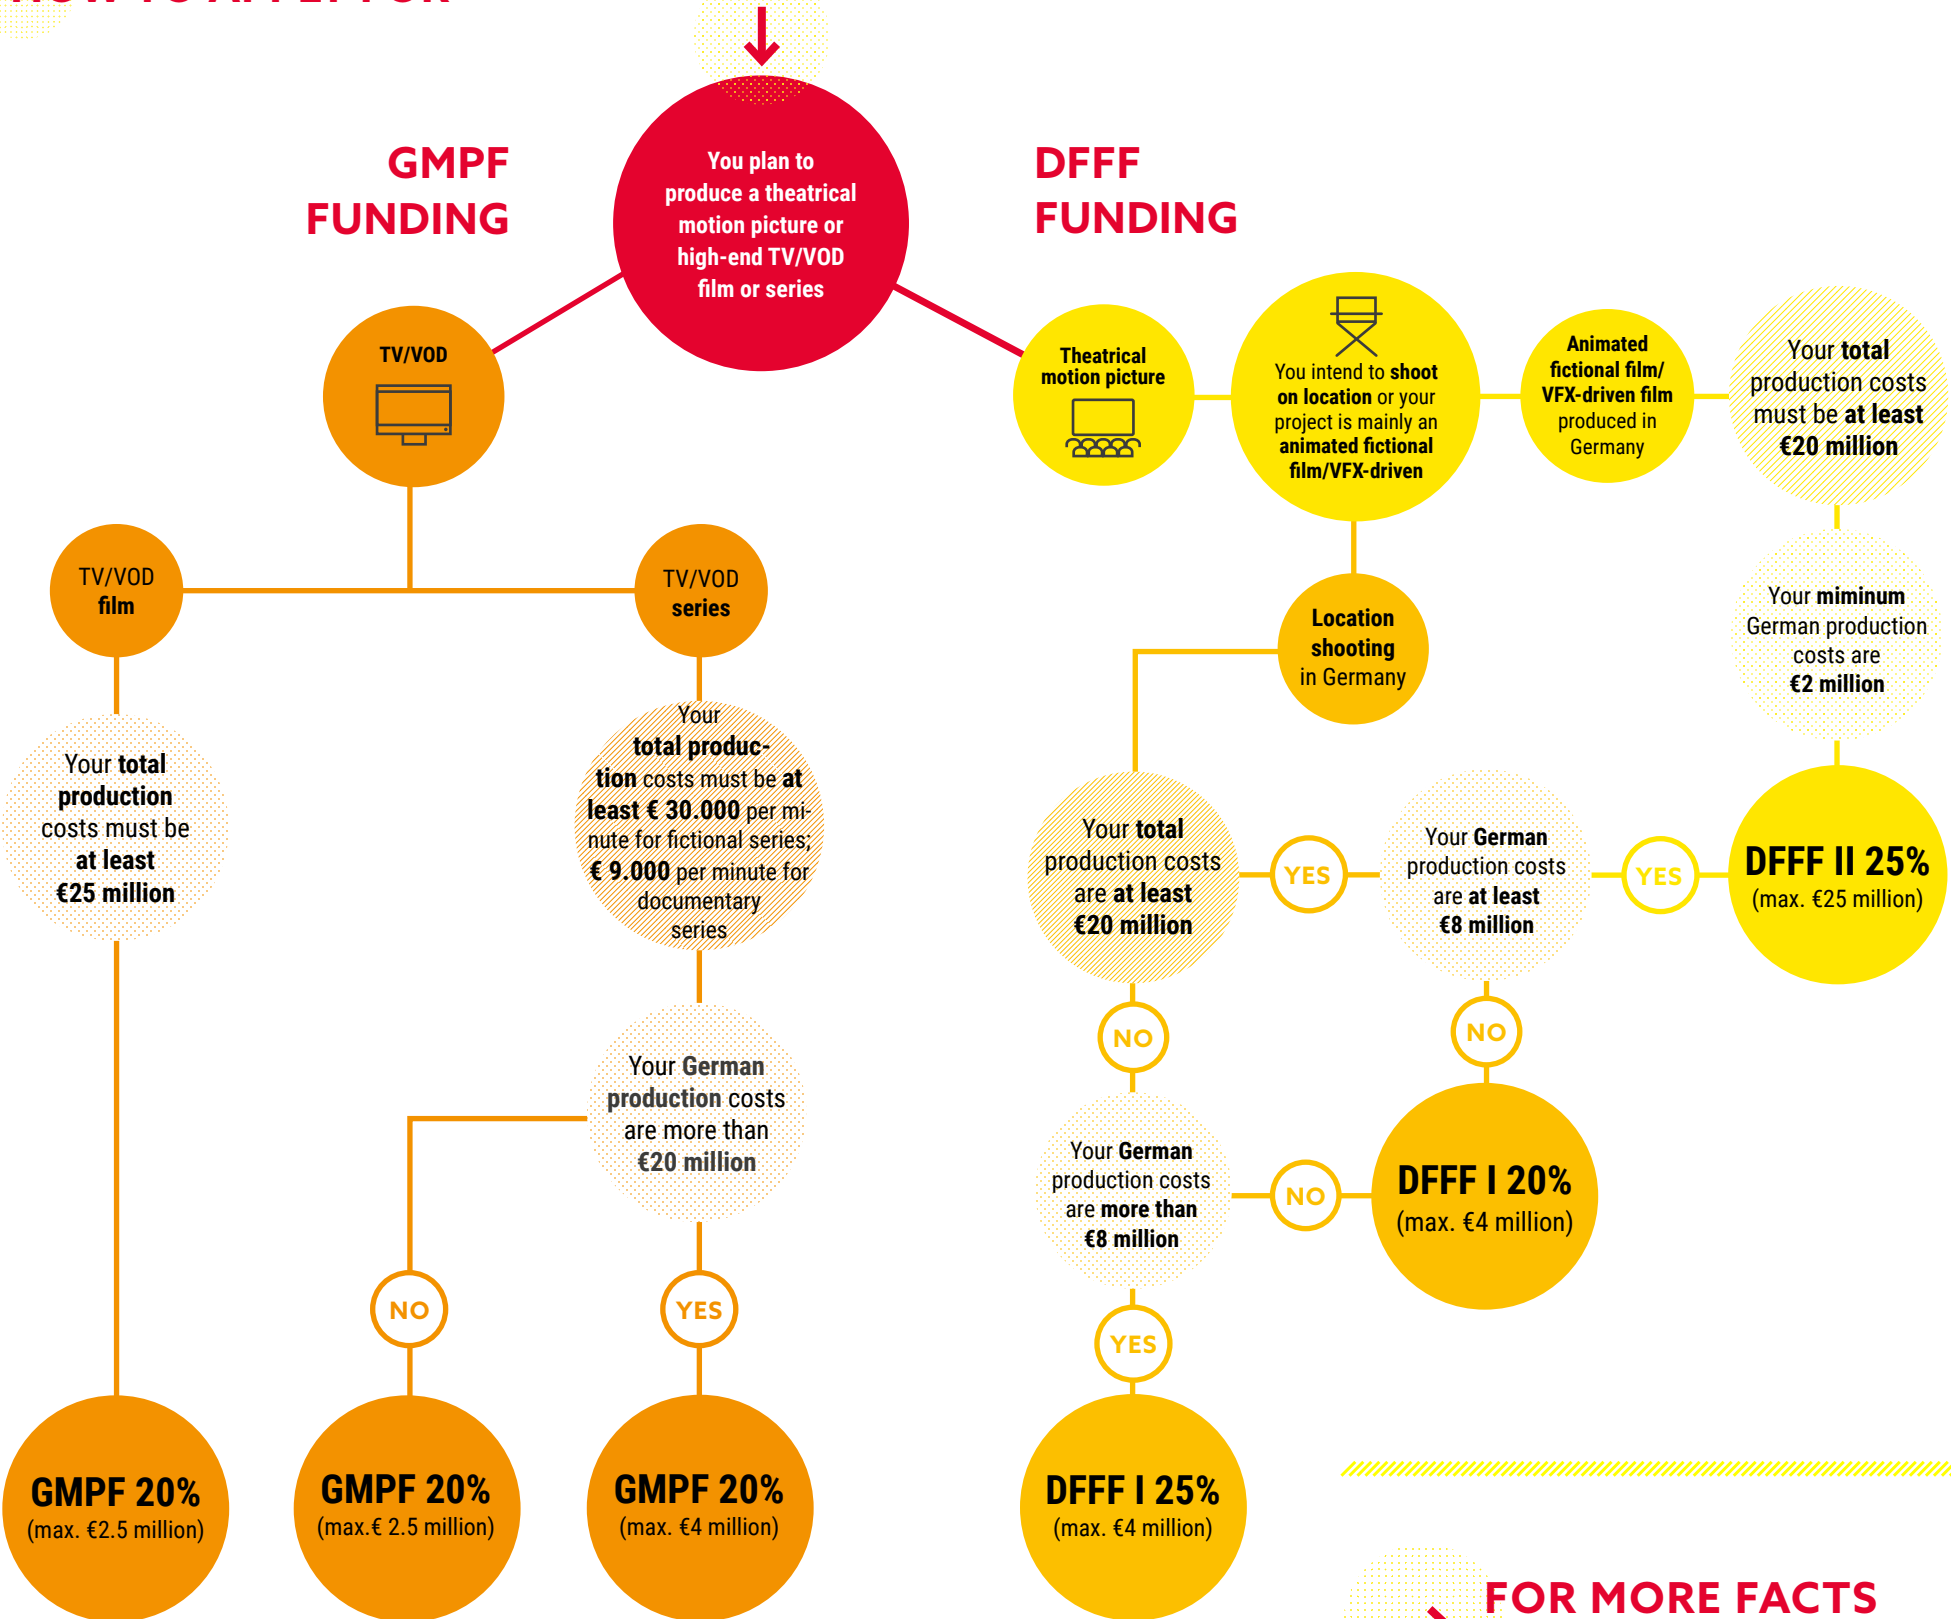 HOW TO APPLY FOR
GMPF
FUNDING
You plan to
produce a theatrical
motion picture or
high-end TV/VOD
film or series
DFFF
FUNDING
TV/VOD
Theatrical
motion picture
You intend to shoot
on location or your
project is mainly an
animated fictional
film/VFX-driven
Animated
fictional film/
VFX-driven film
produced in
Germany
Your total
production costs
must be at least
€20 million
TV/VOD
film
TV/VOD
series
Location
shooting
in Germany
Your miminum
German production
costs are
€2 million
Your total
production
costs must be
at least
€25 million
Your
total produc-
tion costs must be at
least € 30.000 per mi-
nute for fictional series;
€ 9.000 per minute for
documentary
series
Your total
production costs
are at least
€20 million
YES
Your German
production costs
are at least
€8 million
YES
DFFF II 25%
(max. €25 million)
NO
NO
Your German
production costs
are more than
€20 million
Your German
production costs
are more than
€8 million
NO
DFFF I 20%
(max. €4 million)
NO
YES
YES
GMPF 20%
(max. €2.5 million)
GMPF 20%
(max.€ 2.5 million)
GMPF 20%
(max. €4 million)
DFFF I 25%
(max. €4 million)
FOR MORE FACTS